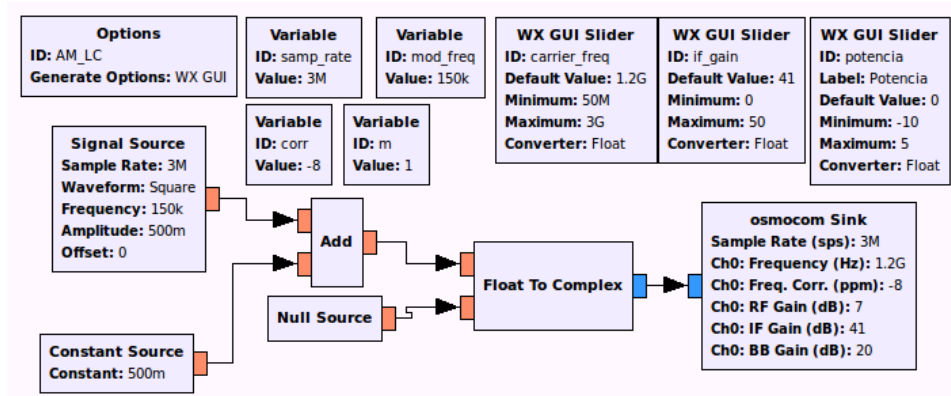 Options
ID: AM_LC
Generate Options: WX GUI
Variable
ID: samp_rate
Value: 3M
Variable
ID: mod_freq
Value: 150k
WX GUI Slider
ID: carrier_freq
Default Value: 1.2G
Minimum: 50M
Maximum: 3G
Converter: Float
WX GUI Slider
ID: if_gain
Default Value: 41
Minimum: 0
Maximum: 50
Converter: Float
WX GUI Slider
ID: potencia
Label: Potencia
Default Value: 0
Minimum: -10
Maximum: 5
Converter: Float
Variable
ID: corr
Value: -8
Variable
ID: m
Value: 1
Signal Source
Sample Rate: 3M
Waveform: Square
Frequency: 150k
Amplitude: 500m
Offset: 0
Add
Null Source
Float To Complex
osmocom Sink
Sample Rate (sps): 3M
Ch0: Frequency (Hz): 1.2G
Ch0: Freq. Corr. (ppm): -8
Ch0: RF Gain (dB): 7
Ch0: IF Gain (dB): 41
Ch0: BB Gain (dB): 20
Constant Source
Constant: 500m